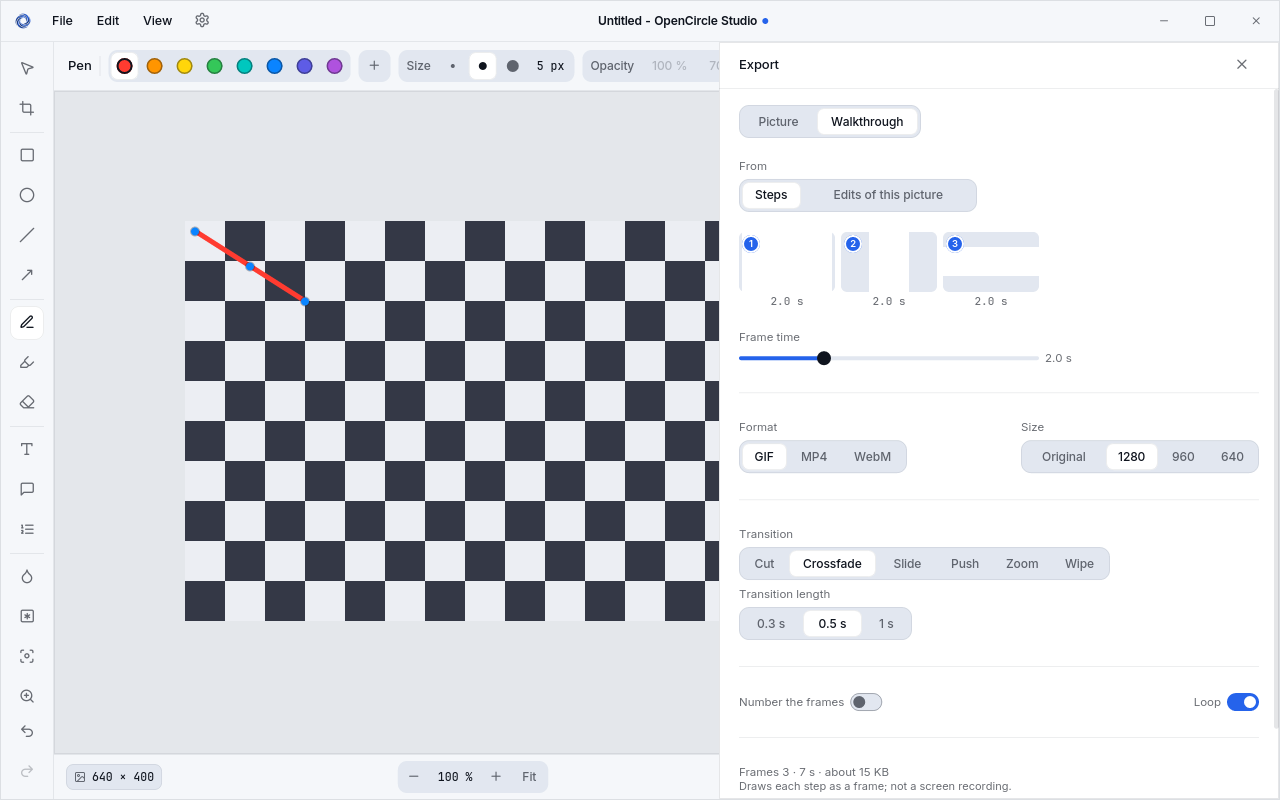 File Edit View
Untitled - OpenCircle Studio
Pen
Size
5 px
Opacity
100 %
Export
Picture
Walkthrough
From
Steps
Edits of this picture
1
2
3
2.0 s
2.0 s
2.0 s
Frame time
2.0 s
Format
Size
GIF
MP4
WebM
Original
1280
960
640
Transition
Cut
Crossfade
Slide
Push
Zoom
Wipe
Transition length
0.3 s
0.5 s
1 s
Number the frames
Loop
Frames 3 · 7 s · about 15 KB
Draws each step as a frame; not a screen recording.
640 × 400
100 %
Fit